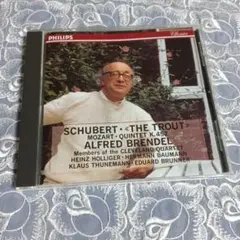 PHILIPS
Classics
SCHUBERT · «THE TROUT»
MOZART · QUINTET K.452
ALFRED BRENDEL
Members of the CLEVELAND QUARTET
HEINZ HOLLIGER · HERMANN BAUMANN
KLAUS THUNEMANN · EDUARD BRUNNER